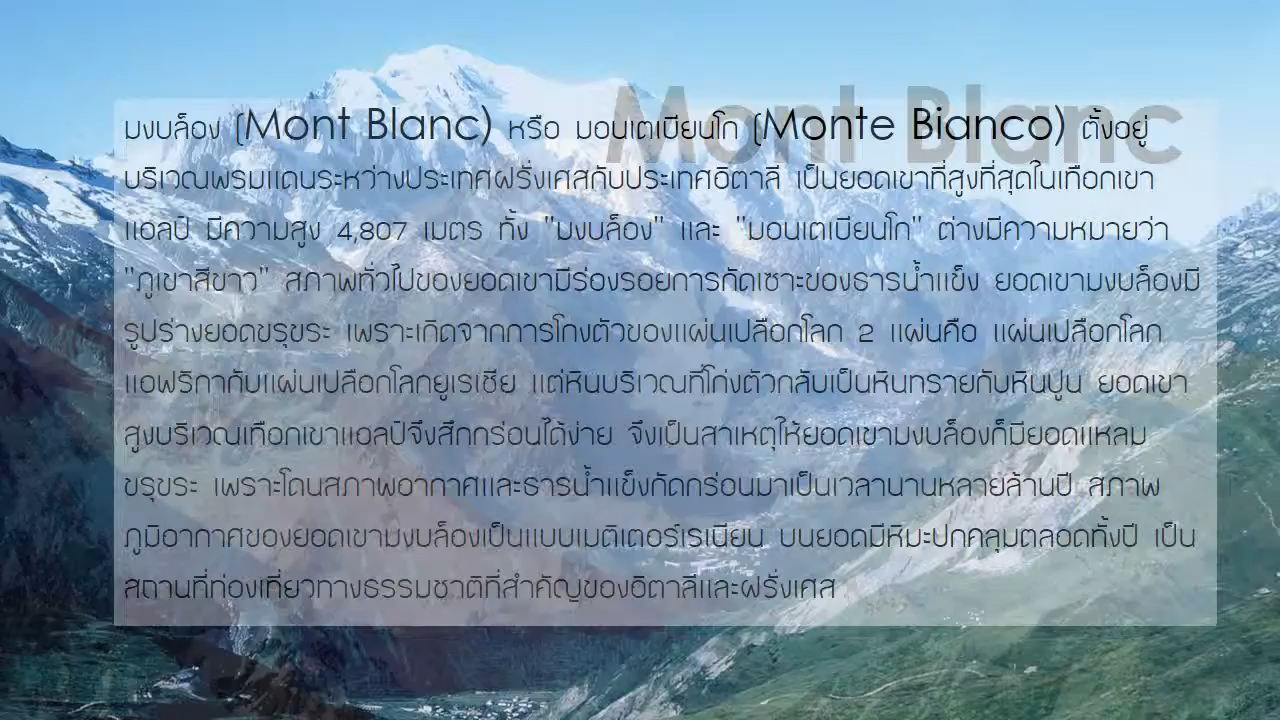 Mont Blanc
มงบล็อง (Mont Blanc) หรือ มอนเตเบียนโก (Monte Bianco) ตั้งอยู่
บริเวณพรมแดนระหว่างประเทศฝรั่งเศสกับประเทศอิตาลี เป็นยอดเขาที่สูงที่สุดในเทือกเขา
แอลป์ มีความสูง 4,807 เมตร ทั้ง "มงบล็อง" และ "มอนเตเบียนโก" ต่างมีความหมายว่า
"ภูเขาสีขาว" สภาพทั่วไปของยอดเขามีร่องรอยการกัดเซาะของธารน้ำแข็ง ยอดเขามงบล็องมี
รูปร่างยอดขรุขระ เพราะเกิดจากการโก่งตัวของแผ่นเปลือกโลก 2 แผ่นคือ แผ่นเปลือกโลก
แอฟริกากับแผ่นเปลือกโลกยูเรเซีย แต่หินบริเวณที่โก่งตัวกลับเป็นหินทรายกับหินปูน ยอดเขา
สูงบริเวณเทือกเขาแอลป์จึงสึกกร่อนได้ง่าย จึงเป็นสาเหตุให้ยอดเขามงบล็องก็มียอดแหลม
ขรุขระ เพราะโดนสภาพอากาศและธารน้ำแข็งกัดกร่อนมาเป็นเวลานานหลายล้านปี สภาพ
ภูมิอากาศของยอดเขามงบล็องเป็นแบบเมดิเตอร์เรเนียน บนยอดมีหิมะปกคลุมตลอดทั้งปี เป็น
สถานที่ท่องเที่ยวทางธรรมชาติที่สำคัญของอิตาลีและฝรั่งเศส